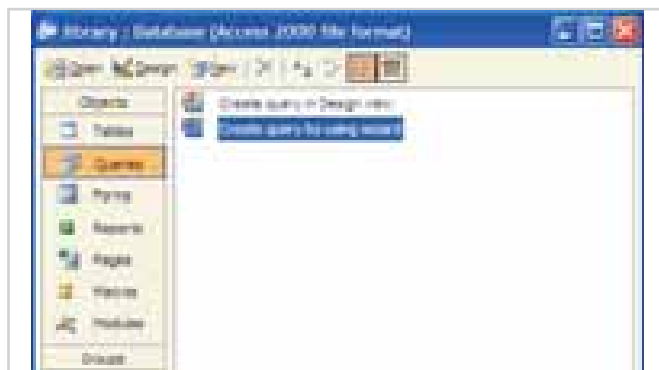 library : Database (Access 2000 file format)
Open Design New
Objects
Tables
Queries
Forms
Reports
Pages
Macros
Modules
Groups
Create query in Design view
Create query by using wizard